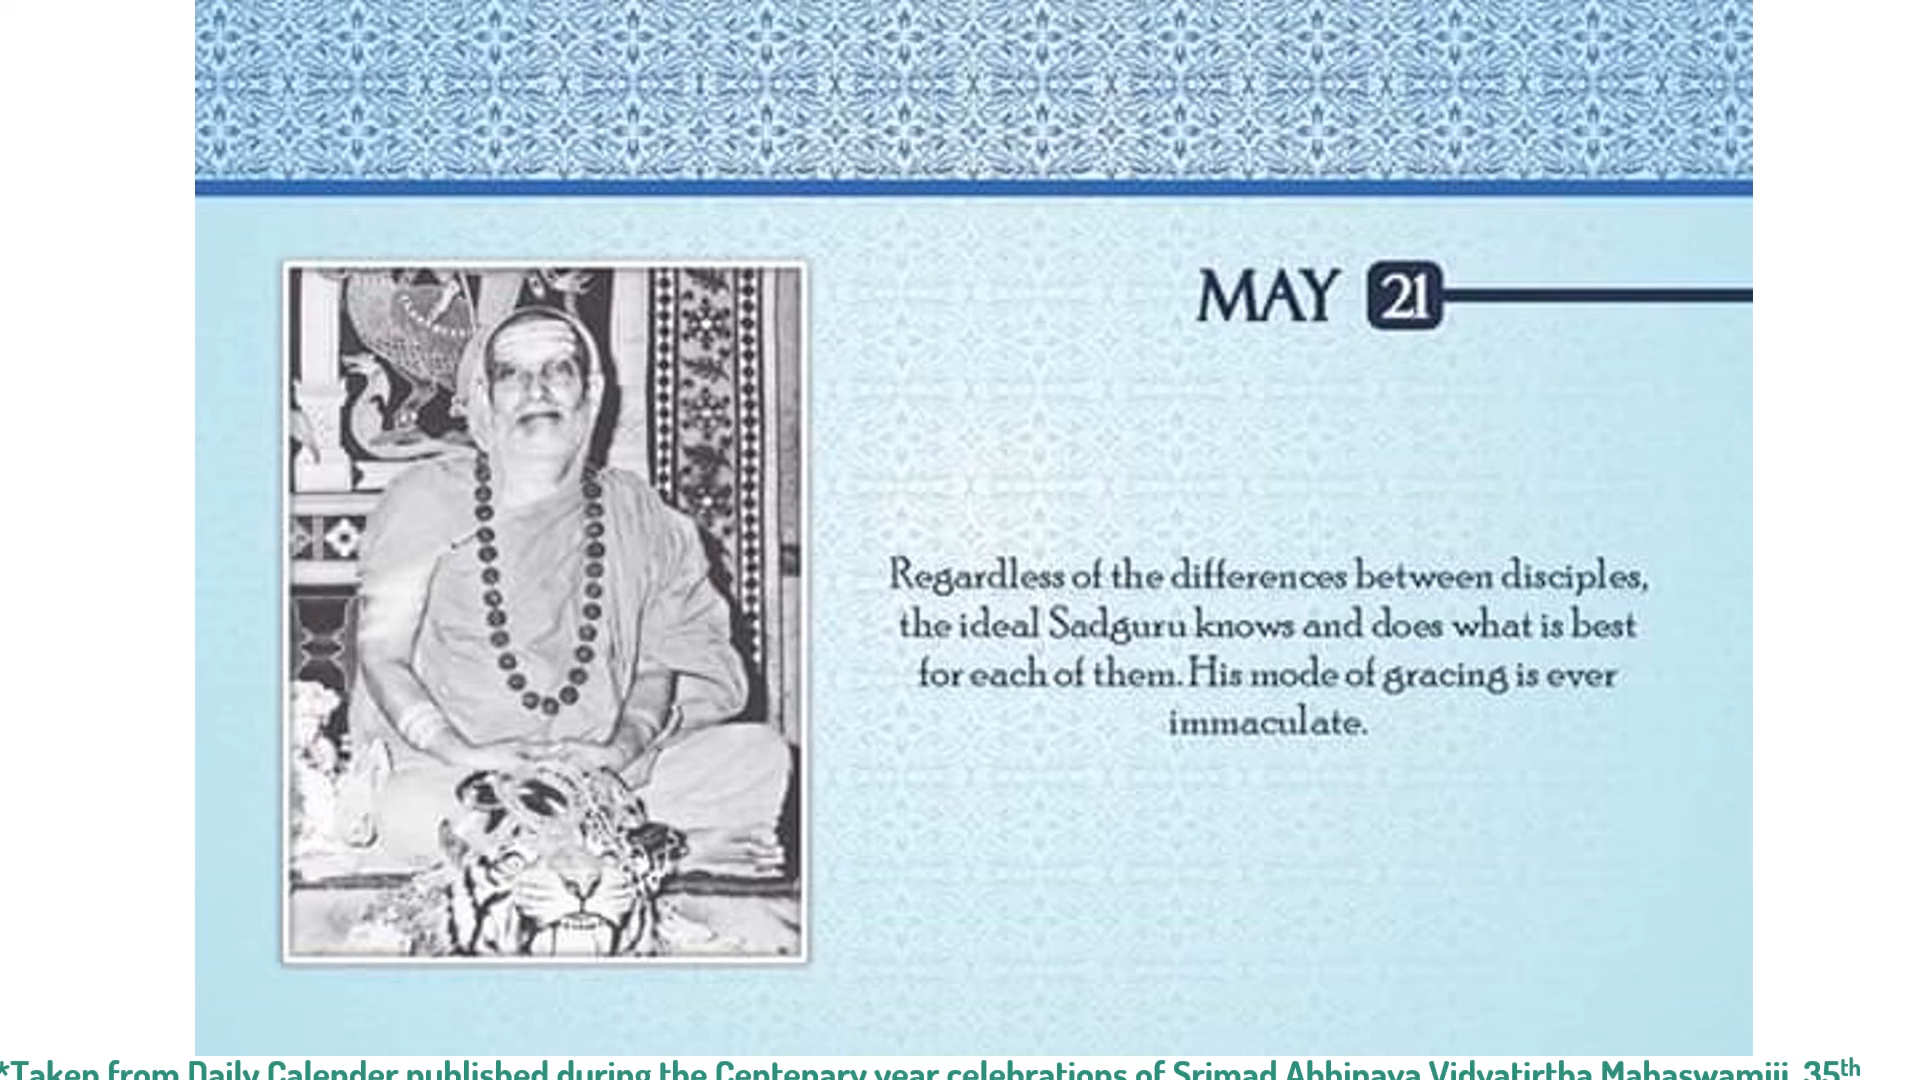 MAY 21
Regardless of the differences between disciples,
the ideal Sadguru knows and does what is best
for each of them. His mode of gracing is ever
immaculate.
*Taken from Daily Calender published during the Centenary year celebrations of Srimad Abhinava Vidyatirtha Mahaswamiji, 35th